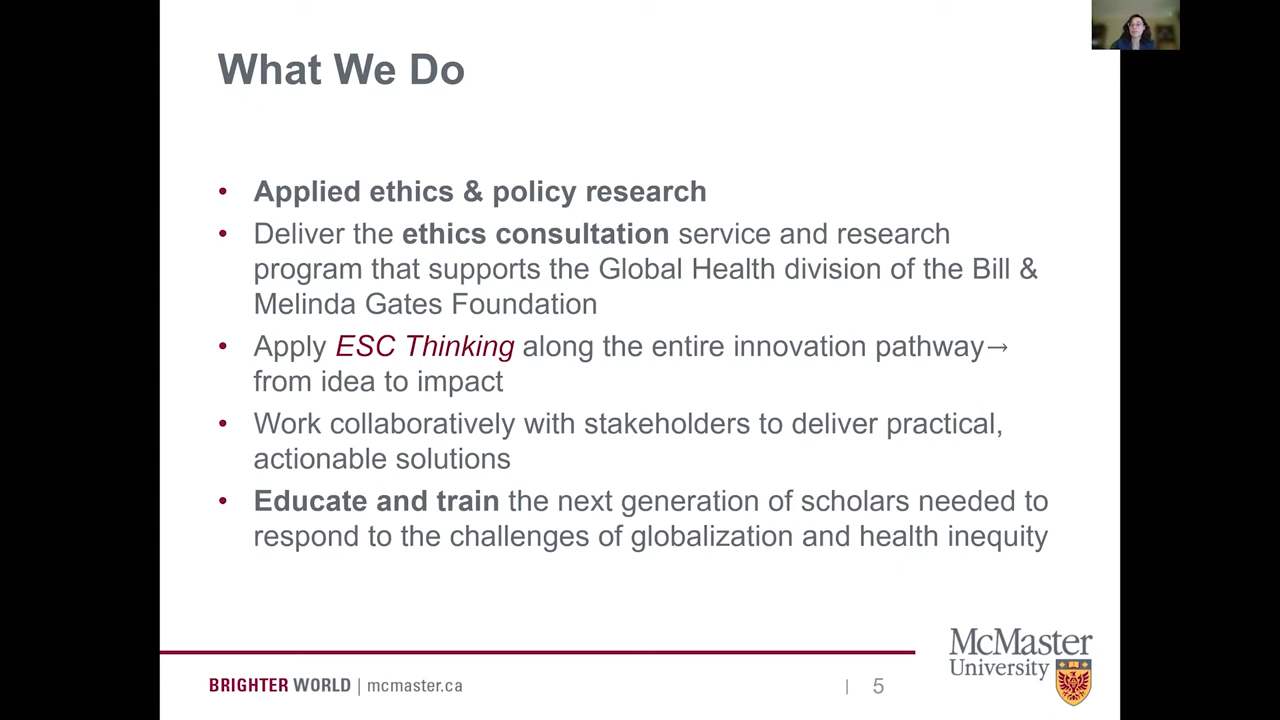 What We Do
• Applied ethics & policy research
• Deliver the ethics consultation service and research
program that supports the Global Health division of the Bill &
Melinda Gates Foundation
• Apply ESC Thinking along the entire innovation pathway→
from idea to impact
• Work collaboratively with stakeholders to deliver practical,
actionable solutions
• Educate and train the next generation of scholars needed to
respond to the challenges of globalization and health inequity
McMaster
University
BRIGHTER WORLD | mcmaster.ca
| 5